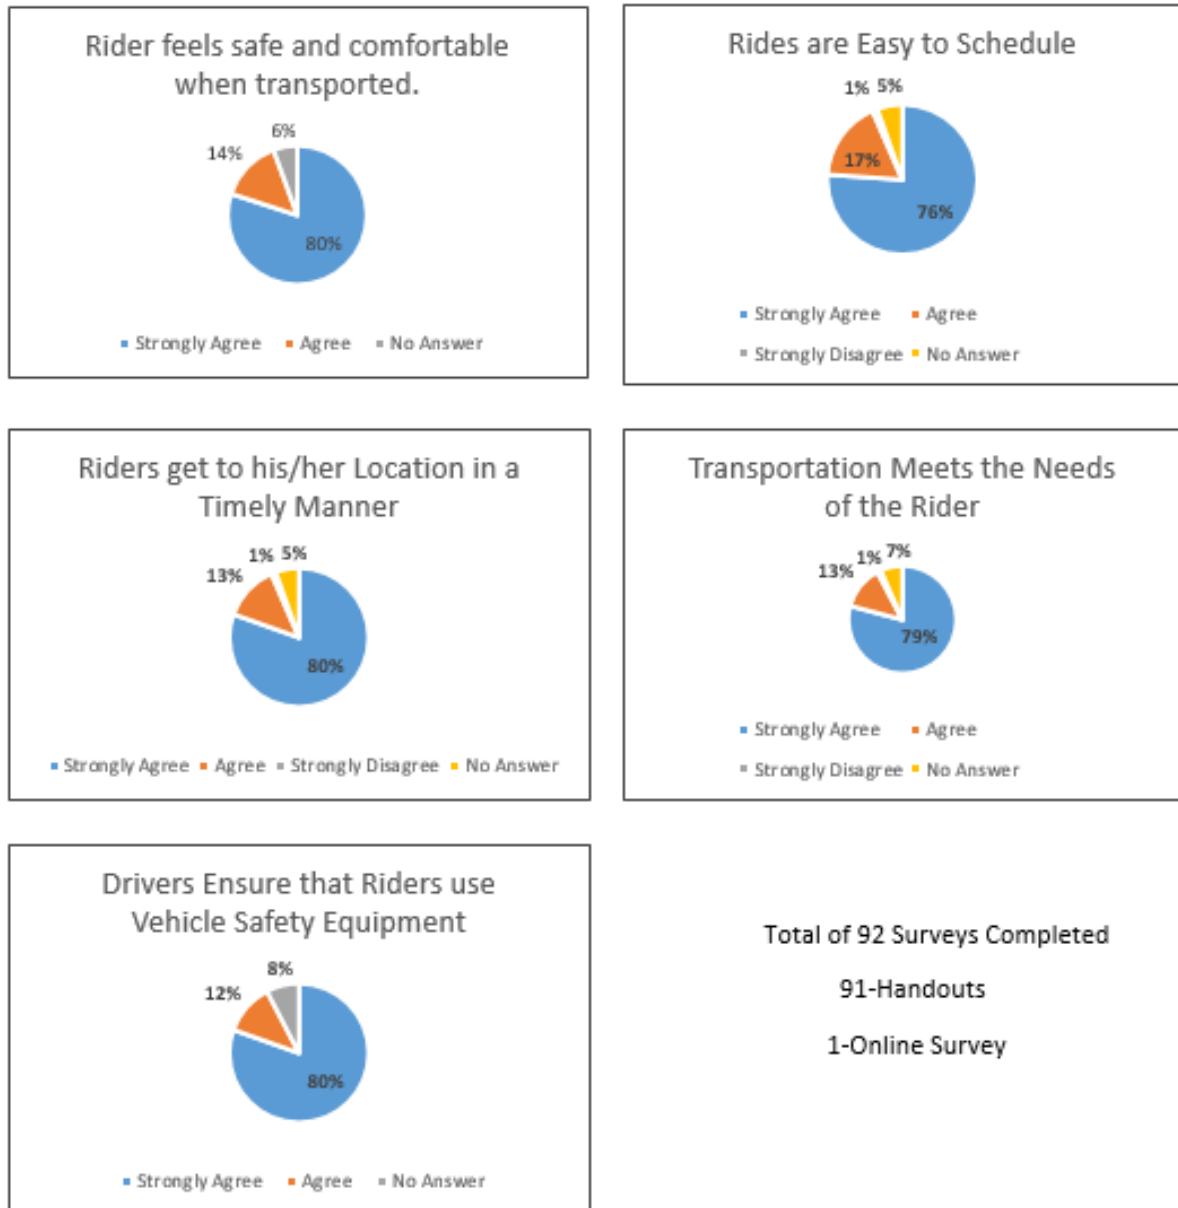 Rider feels safe and comfortable
when transported.
6%
14%
80%
Strongly Agree Agree No Answer
Rides are Easy to Schedule
1% 5%
17%
76%
Strongly Agree Agree
Strongly Disagree No Answer
Riders get to his/her Location in a
Timely Manner
1% 5%
13%
80%
Strongly Agree Agree Strongly Disagree No Answer
Transportation Meets the Needs
of the Rider
7%
13% 1%
79%
Strongly Agree Agree
Strongly Disagree No Answer
Drivers Ensure that Riders use
Vehicle Safety Equipment
8%
12%
80%
Strongly Agree Agree No Answer
Total of 92 Surveys Completed
91-Handouts
1-Online Survey